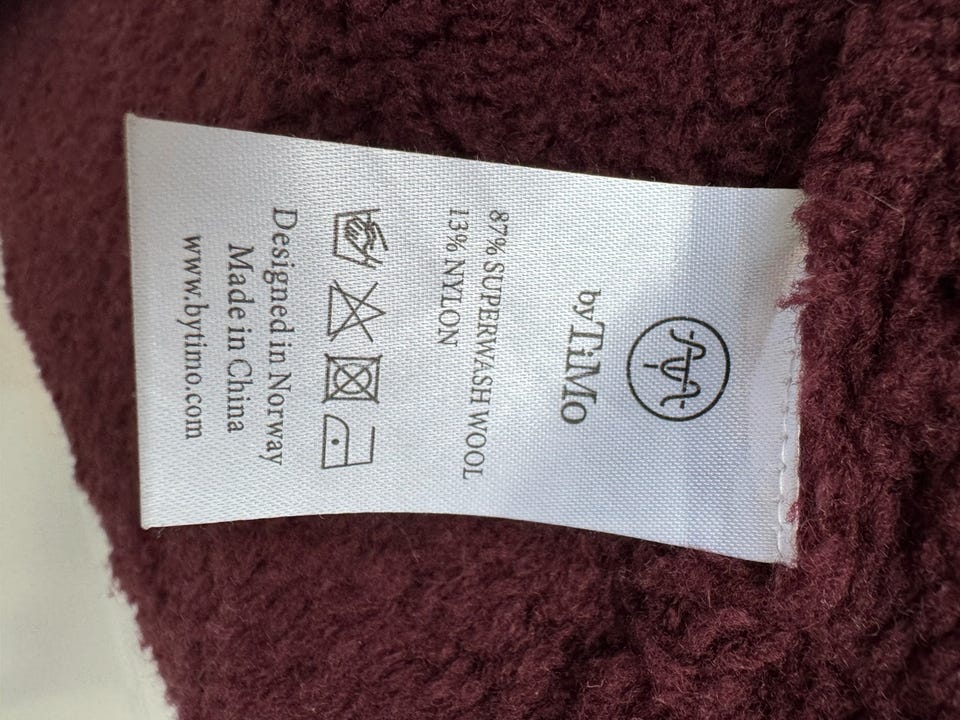 byTiMo
87% SUPERWASH WOOL
13% NYLON
Designed in Norway
Made in China
www.bytimo.com